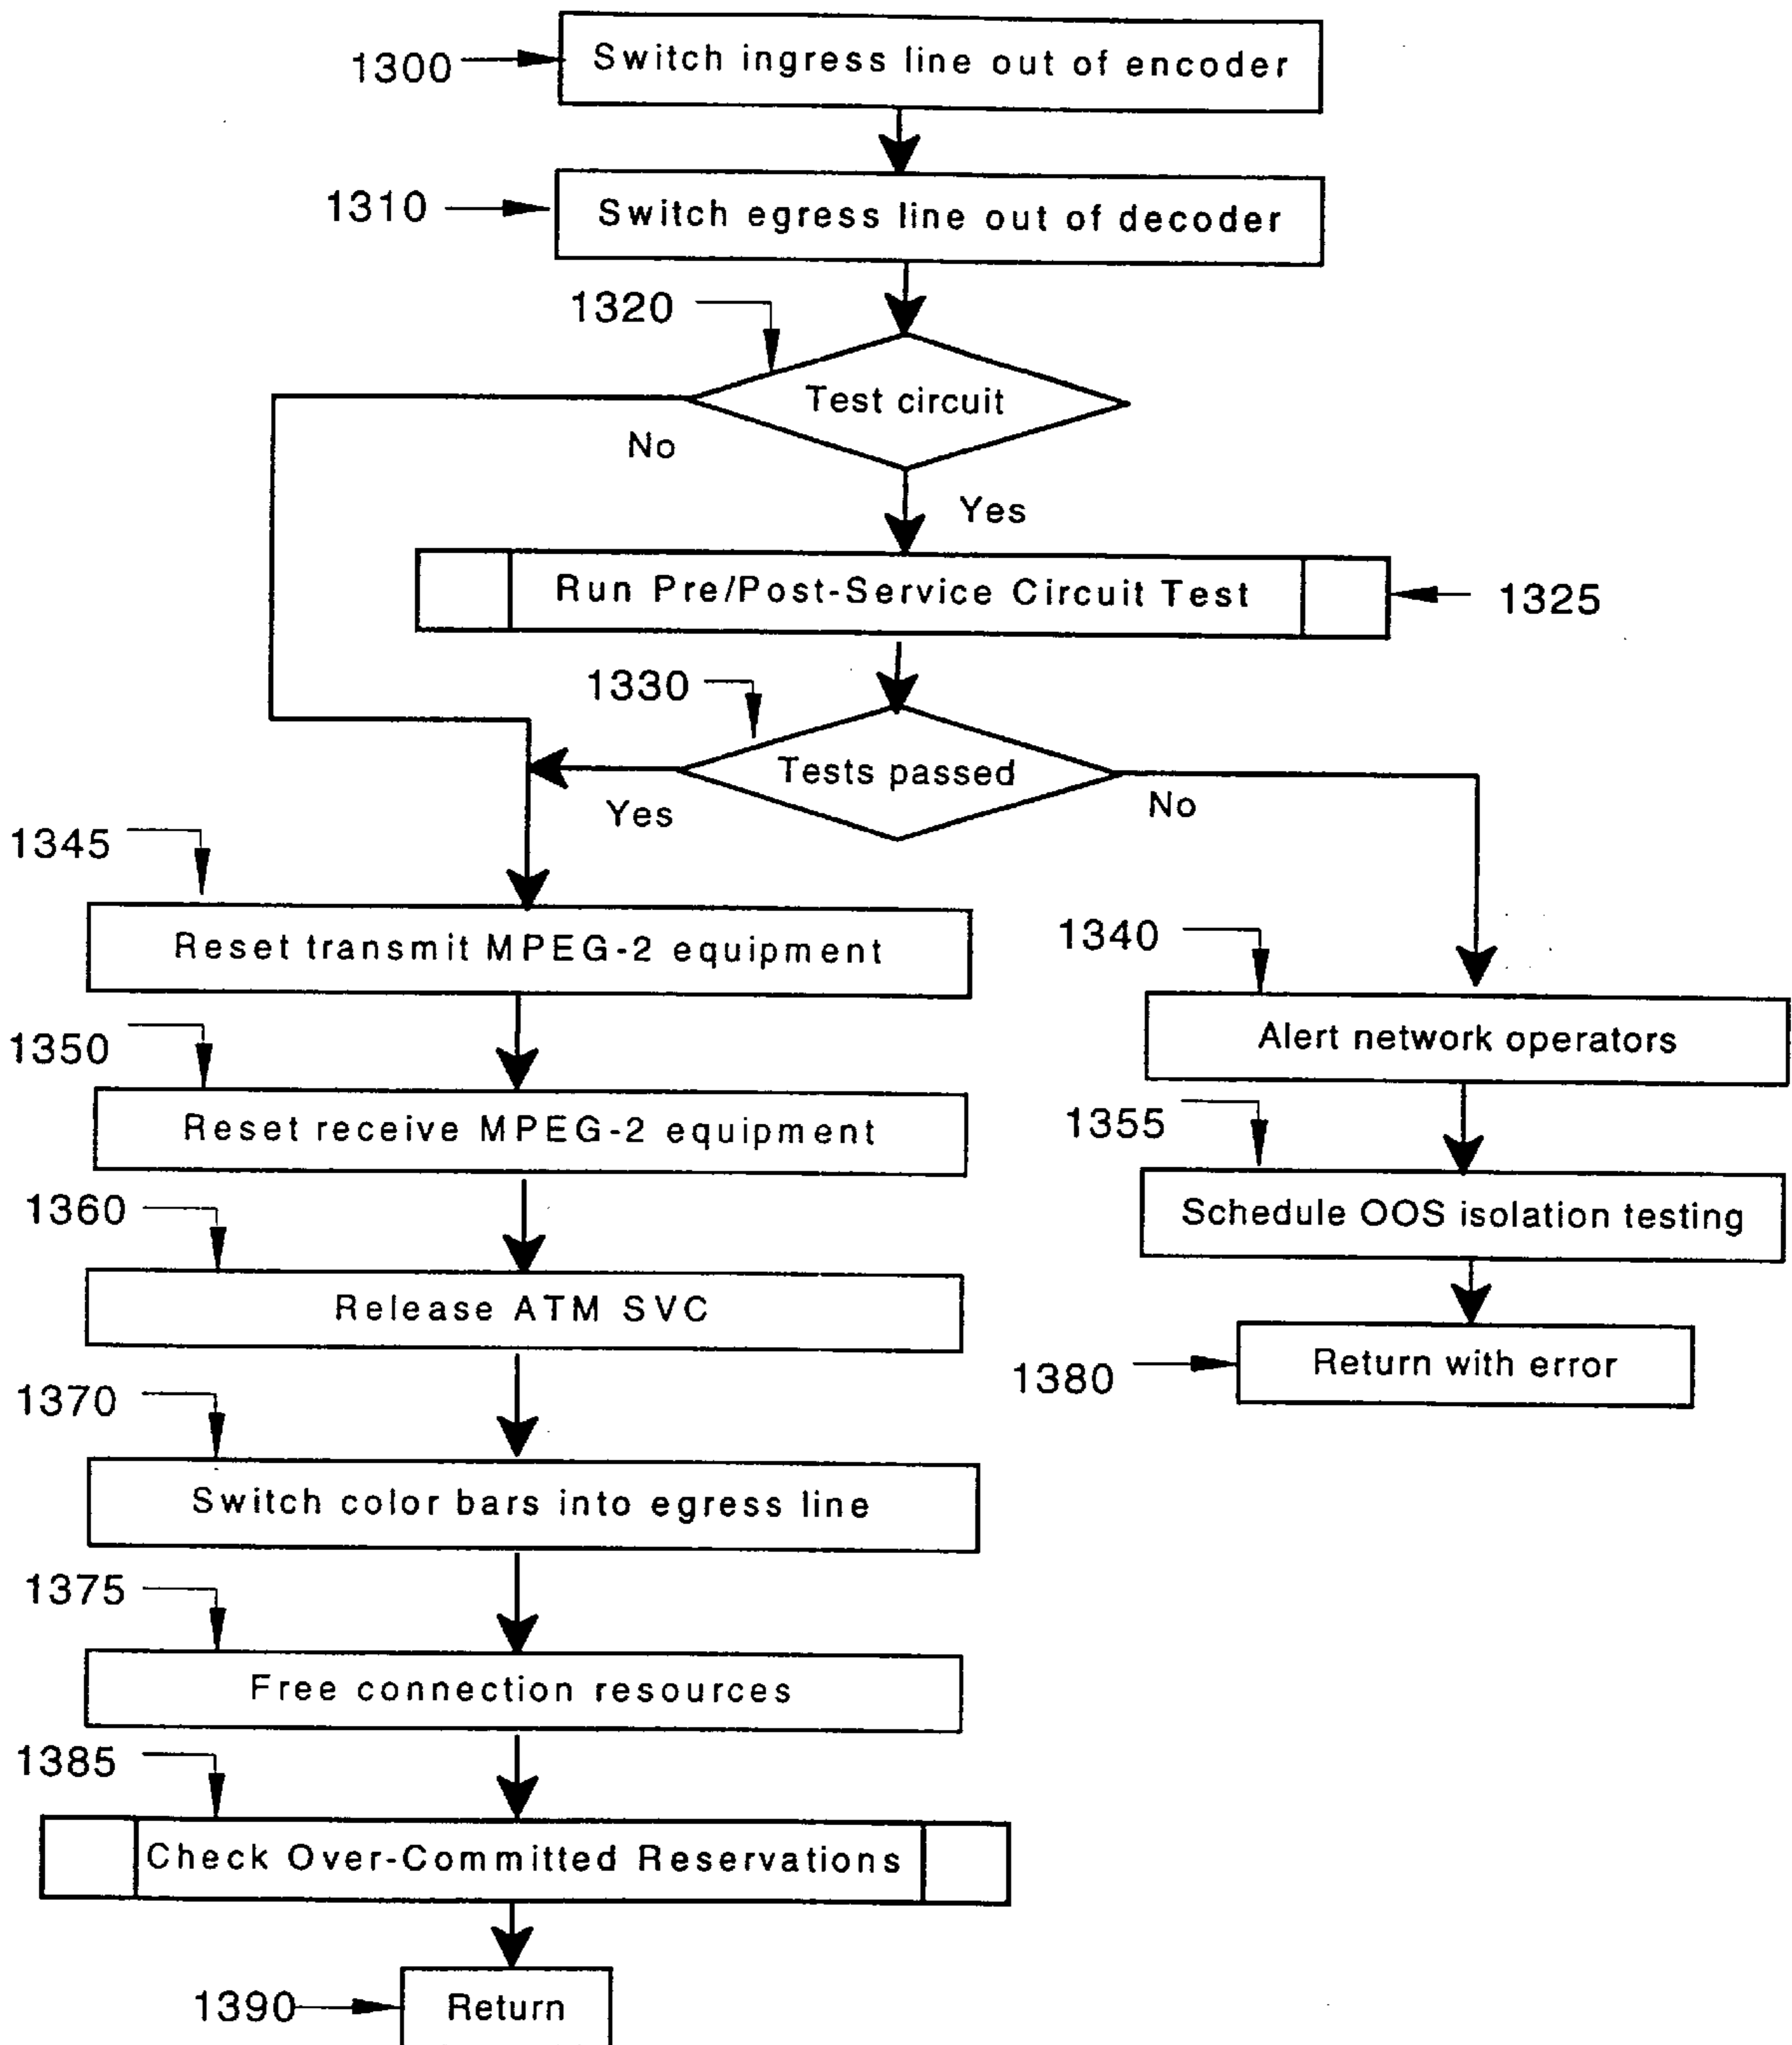 1300
Switch ingress line out of encoder
1310
Switch egress line out of decoder
1320
Test circuit
No
Yes
Run Pre/Post-Service Circuit Test
1325
1330
Tests passed
Yes
No
1345
Reset transmit MPEG-2 equipment
1340
Alert network operators
1350
Reset receive MPEG-2 equipment
1355
Schedule OOS isolation testing
1360
Release ATM SVC
1380
Return with error
1370
Switch color bars into egress line
1375
Free connection resources
1385
Check Over-Committed Reservations
1390
Return